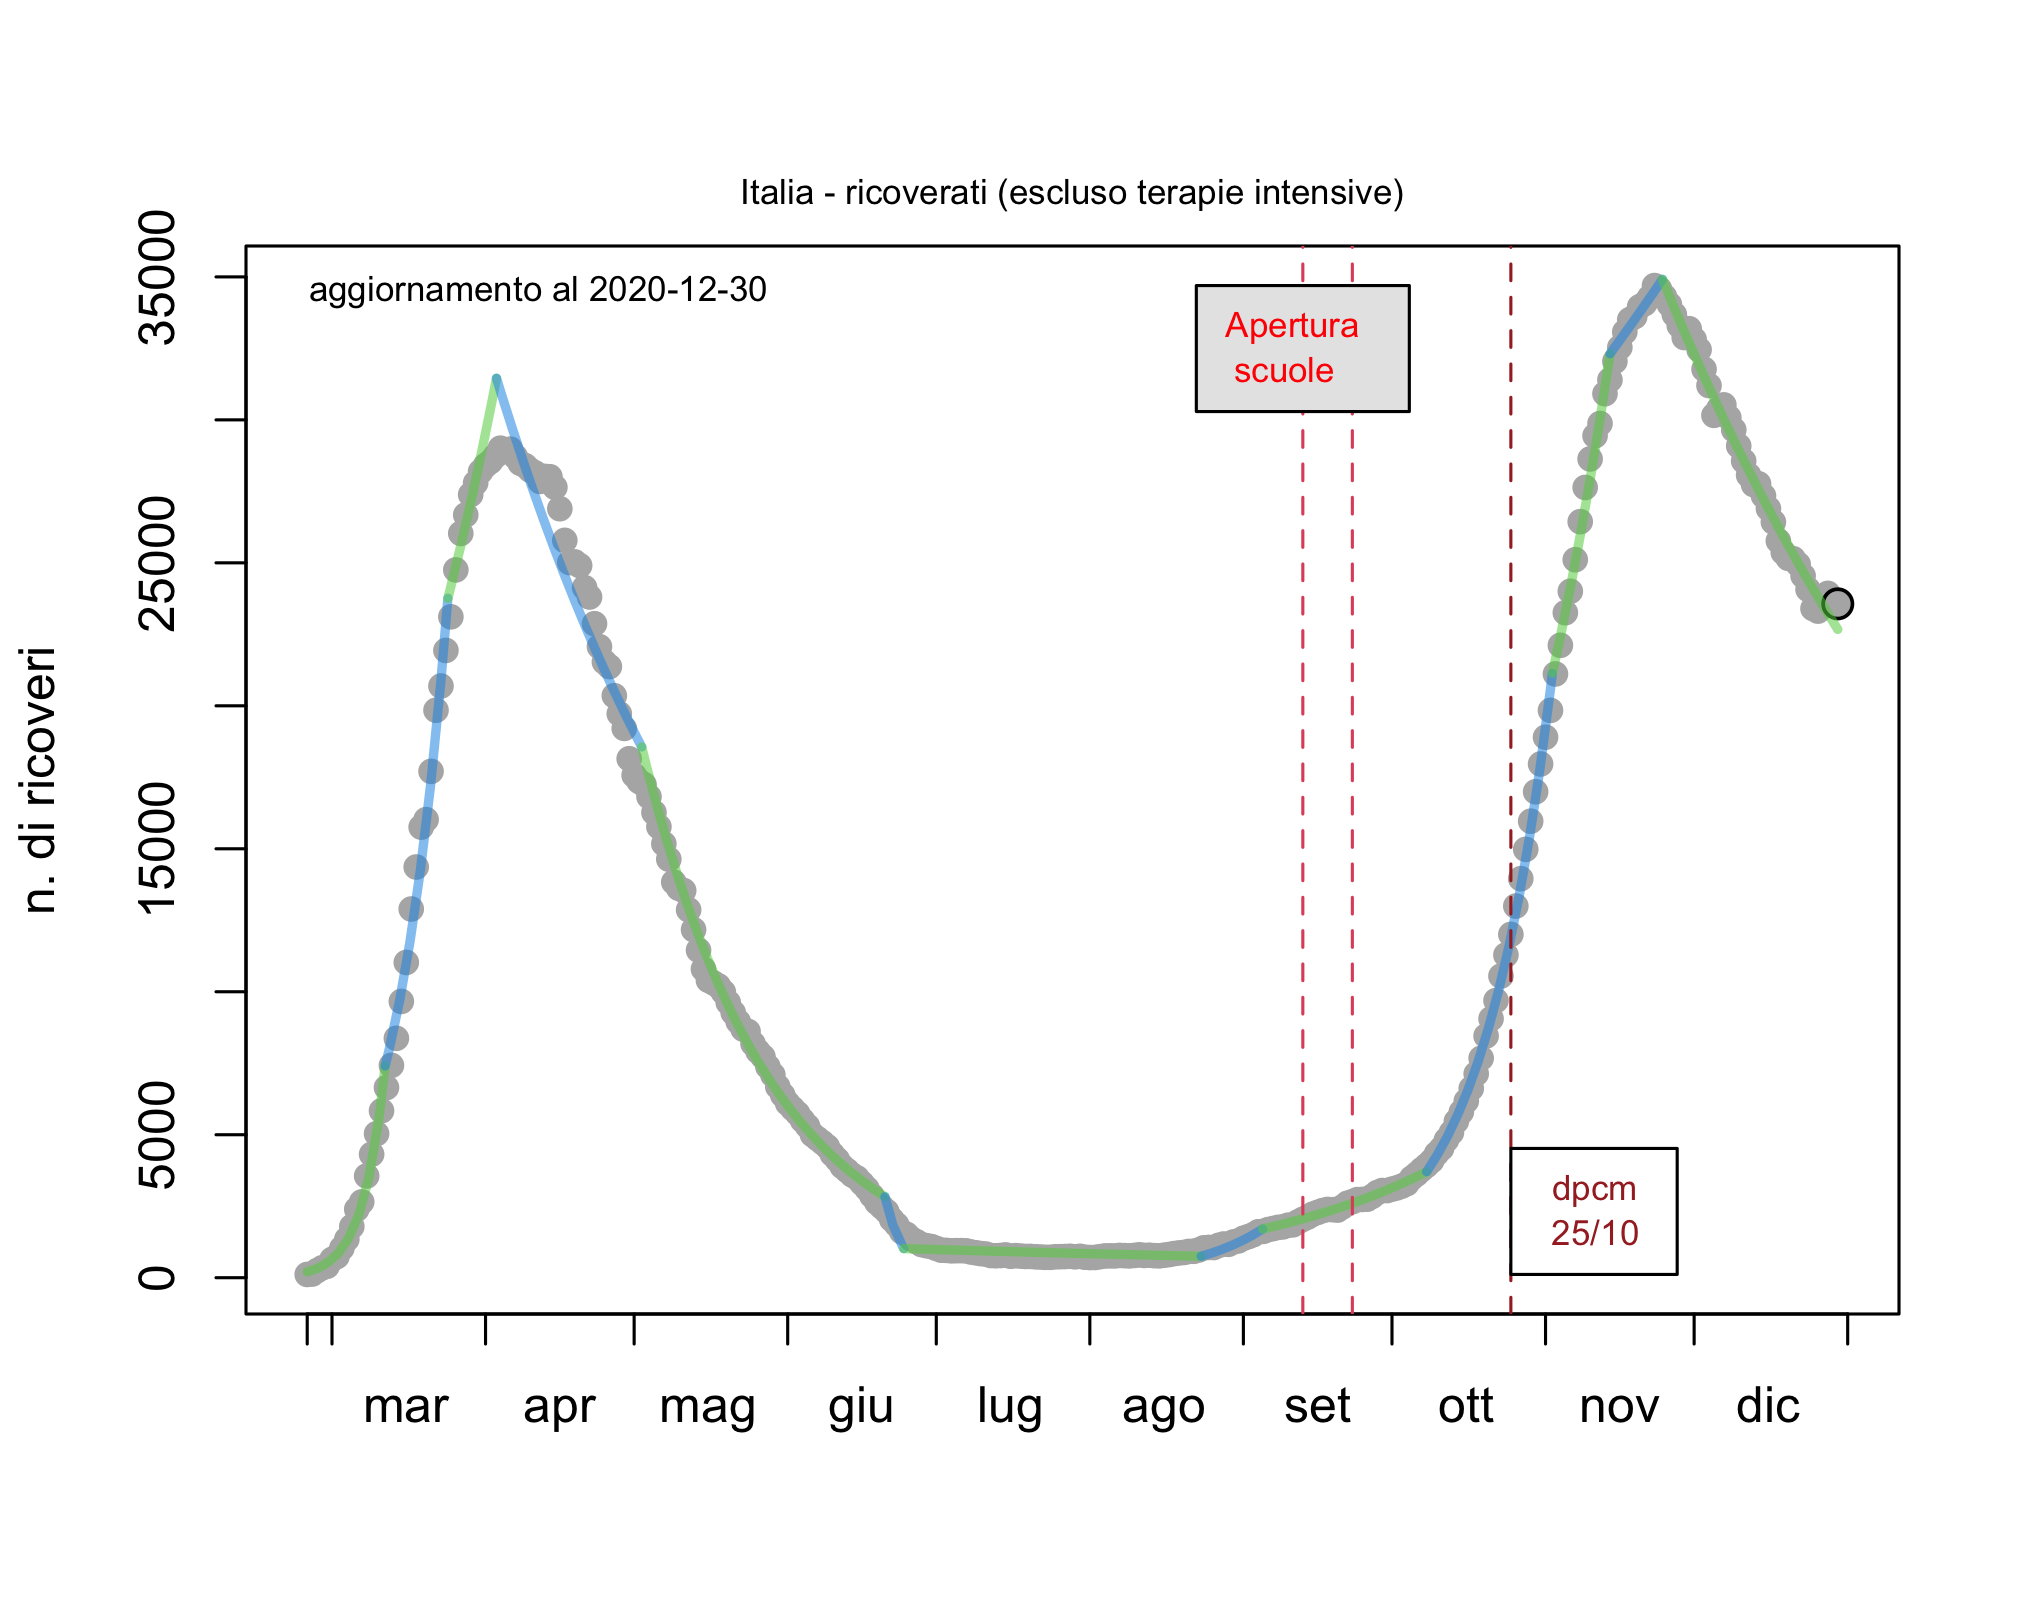 Italia - ricoverati (escluso terapie intensive)
aggiornamento al 2020-12-30
Apertura
scuole
dpcm
25/10
n. di ricoveri
35000
25000
15000
5000
0
mar apr mag giu lug ago set ott nov dic